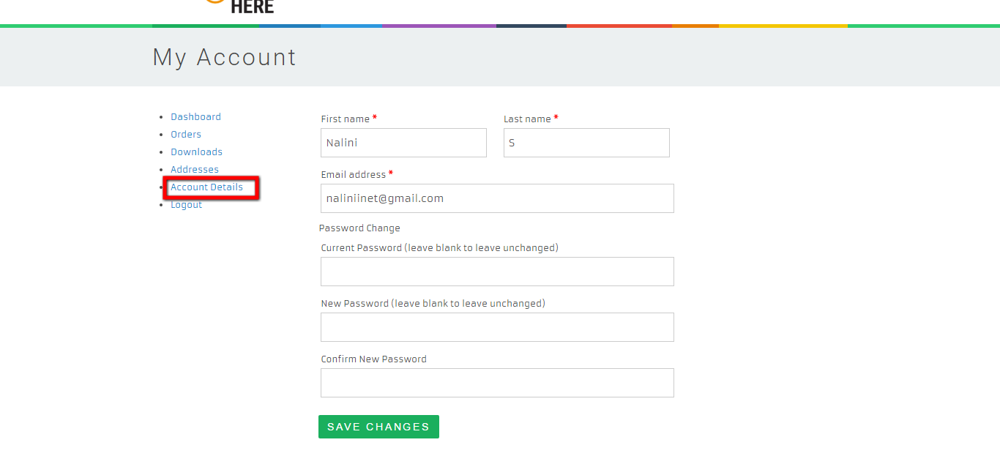 HERE
My Account
Dashboard
Orders
Downloads
Addresses
Account Details
Logout
First name *
Last name *
Nalini
S
Email address *
naliniinet@gmail.com
Password Change
Current Password (leave blank to leave unchanged)
New Password (leave blank to leave unchanged)
Confirm New Password
SAVE CHANGES